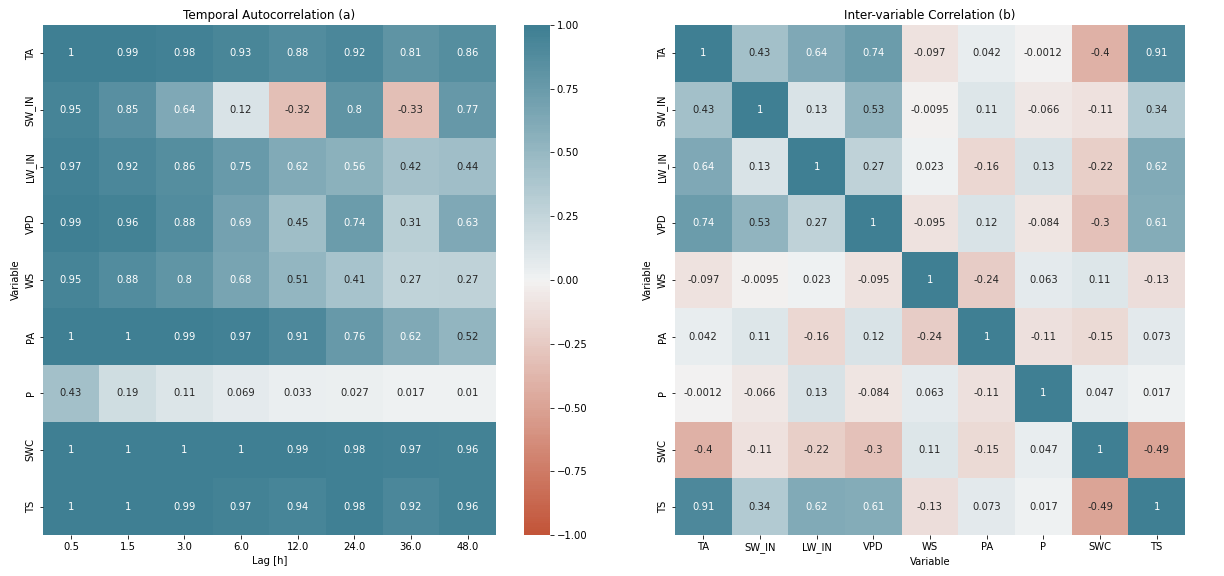 Temporal Autocorrelation (a)
Variable
TA 1 0.99 0.98 0.93 0.88 0.92 0.81 0.86
SW_IN 0.95 0.85 0.64 0.12 -0.32 0.8 -0.33 0.77
LW_IN 0.97 0.92 0.86 0.75 0.62 0.56 0.42 0.44
VPD 0.99 0.96 0.88 0.69 0.45 0.74 0.31 0.63
WS 0.95 0.88 0.8 0.68 0.51 0.41 0.27 0.27
PA 1 1 0.99 0.97 0.91 0.76 0.62 0.52
P 0.43 0.19 0.11 0.069 0.033 0.027 0.017 0.01
SWC 1 1 1 1 0.99 0.98 0.97 0.96
TS 1 1 0.99 0.97 0.94 0.98 0.92 0.96
0.5 1.5 3.0 6.0 12.0 24.0 36.0 48.0
Lag [h]
1.00
0.75
0.50
0.25
0.00
−0.25
−0.50
−0.75
−1.00
Inter-variable Correlation (b)
Variable
TA 1 0.43 0.64 0.74 -0.097 0.042 -0.0012 -0.4 0.91
SW_IN 0.43 1 0.13 0.53 -0.0095 0.11 -0.066 -0.11 0.34
LW_IN 0.64 0.13 1 0.27 0.023 -0.16 0.13 -0.22 0.62
VPD 0.74 0.53 0.27 1 -0.095 0.12 -0.084 -0.3 0.61
WS -0.097 -0.0095 0.023 -0.095 1 -0.24 0.063 0.11 -0.13
PA 0.042 0.11 -0.16 0.12 -0.24 1 -0.11 -0.15 0.073
P -0.0012 -0.066 0.13 -0.084 0.063 -0.11 1 0.047 0.017
SWC -0.4 -0.11 -0.22 -0.3 0.11 -0.15 0.047 1 -0.49
TS 0.91 0.34 0.62 0.61 -0.13 0.073 0.017 -0.49 1
TA SW_IN LW_IN VPD WS PA P SWC TS
Variable